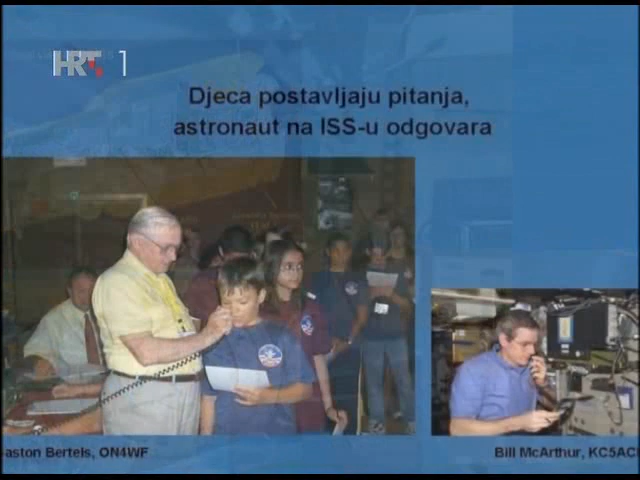 HRT 1
Djeca postavljaju pitanja,
astronaut na ISS-u odgovara
aston Bertels, ON4WF
Bill McArthur, KC5AC